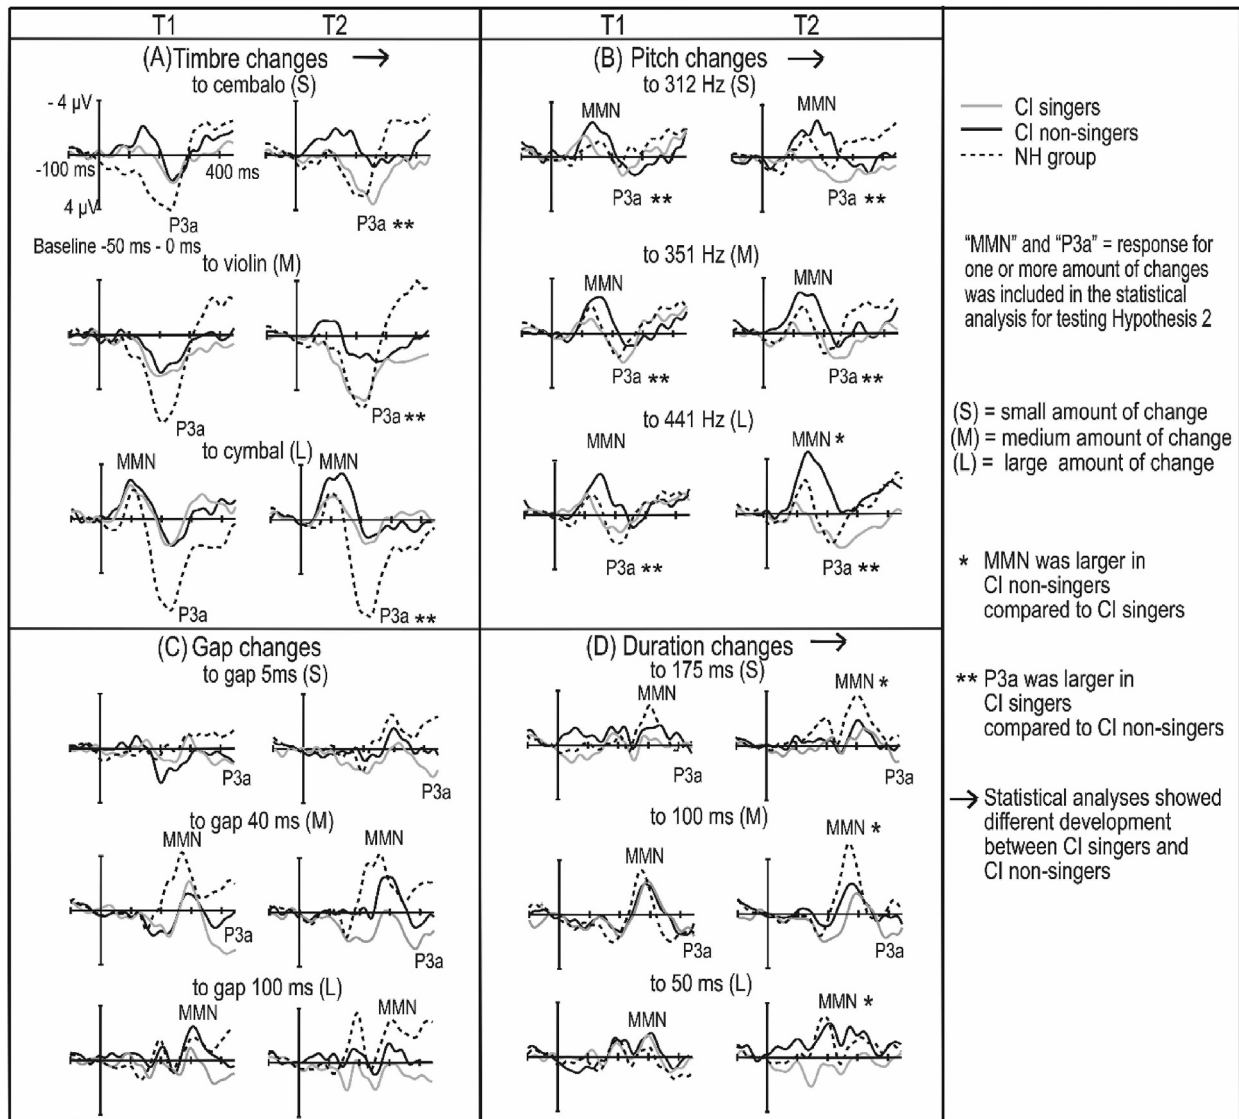 T1
T2
T1
T2
(A) Timbre changes →
to cembalo (S)
- 4 µV
-100 ms
400 ms
4 µV
P3a
P3a **
Baseline -50 ms - 0 ms
to violin (M)
P3a
P3a **
to cymbal (L)
MMN
MMN
P3a
P3a **
(B) Pitch changes →
to 312 Hz (S)
MMN
MMN
P3a **
P3a **
to 351 Hz (M)
MMN
MMN
P3a **
P3a **
to 441 Hz (L)
MMN
MMN *
P3a **
P3a **
(C) Gap changes
to gap 5ms (S)
P3a
P3a
to gap 40 ms (M)
MMN
MMN
P3a
P3a
to gap 100 ms (L)
MMN
MMN
(D) Duration changes →
to 175 ms (S)
MMN
MMN *
P3a
P3a
to 100 ms (M)
MMN
MMN *
P3a
to 50 ms (L)
MMN
MMN *
CI singers
CI non-singers
NH group
"MMN" and "P3a" = response for
one or more amount of changes
was included in the statistical
analysis for testing Hypothesis 2
(S) = small amount of change
(M) = medium amount of change
(L) = large amount of change
* MMN was larger in
CI non-singers
compared to CI singers
** P3a was larger in
CI singers
compared to CI non-singers
→ Statistical analyses showed
different development
between CI singers and
CI non-singers